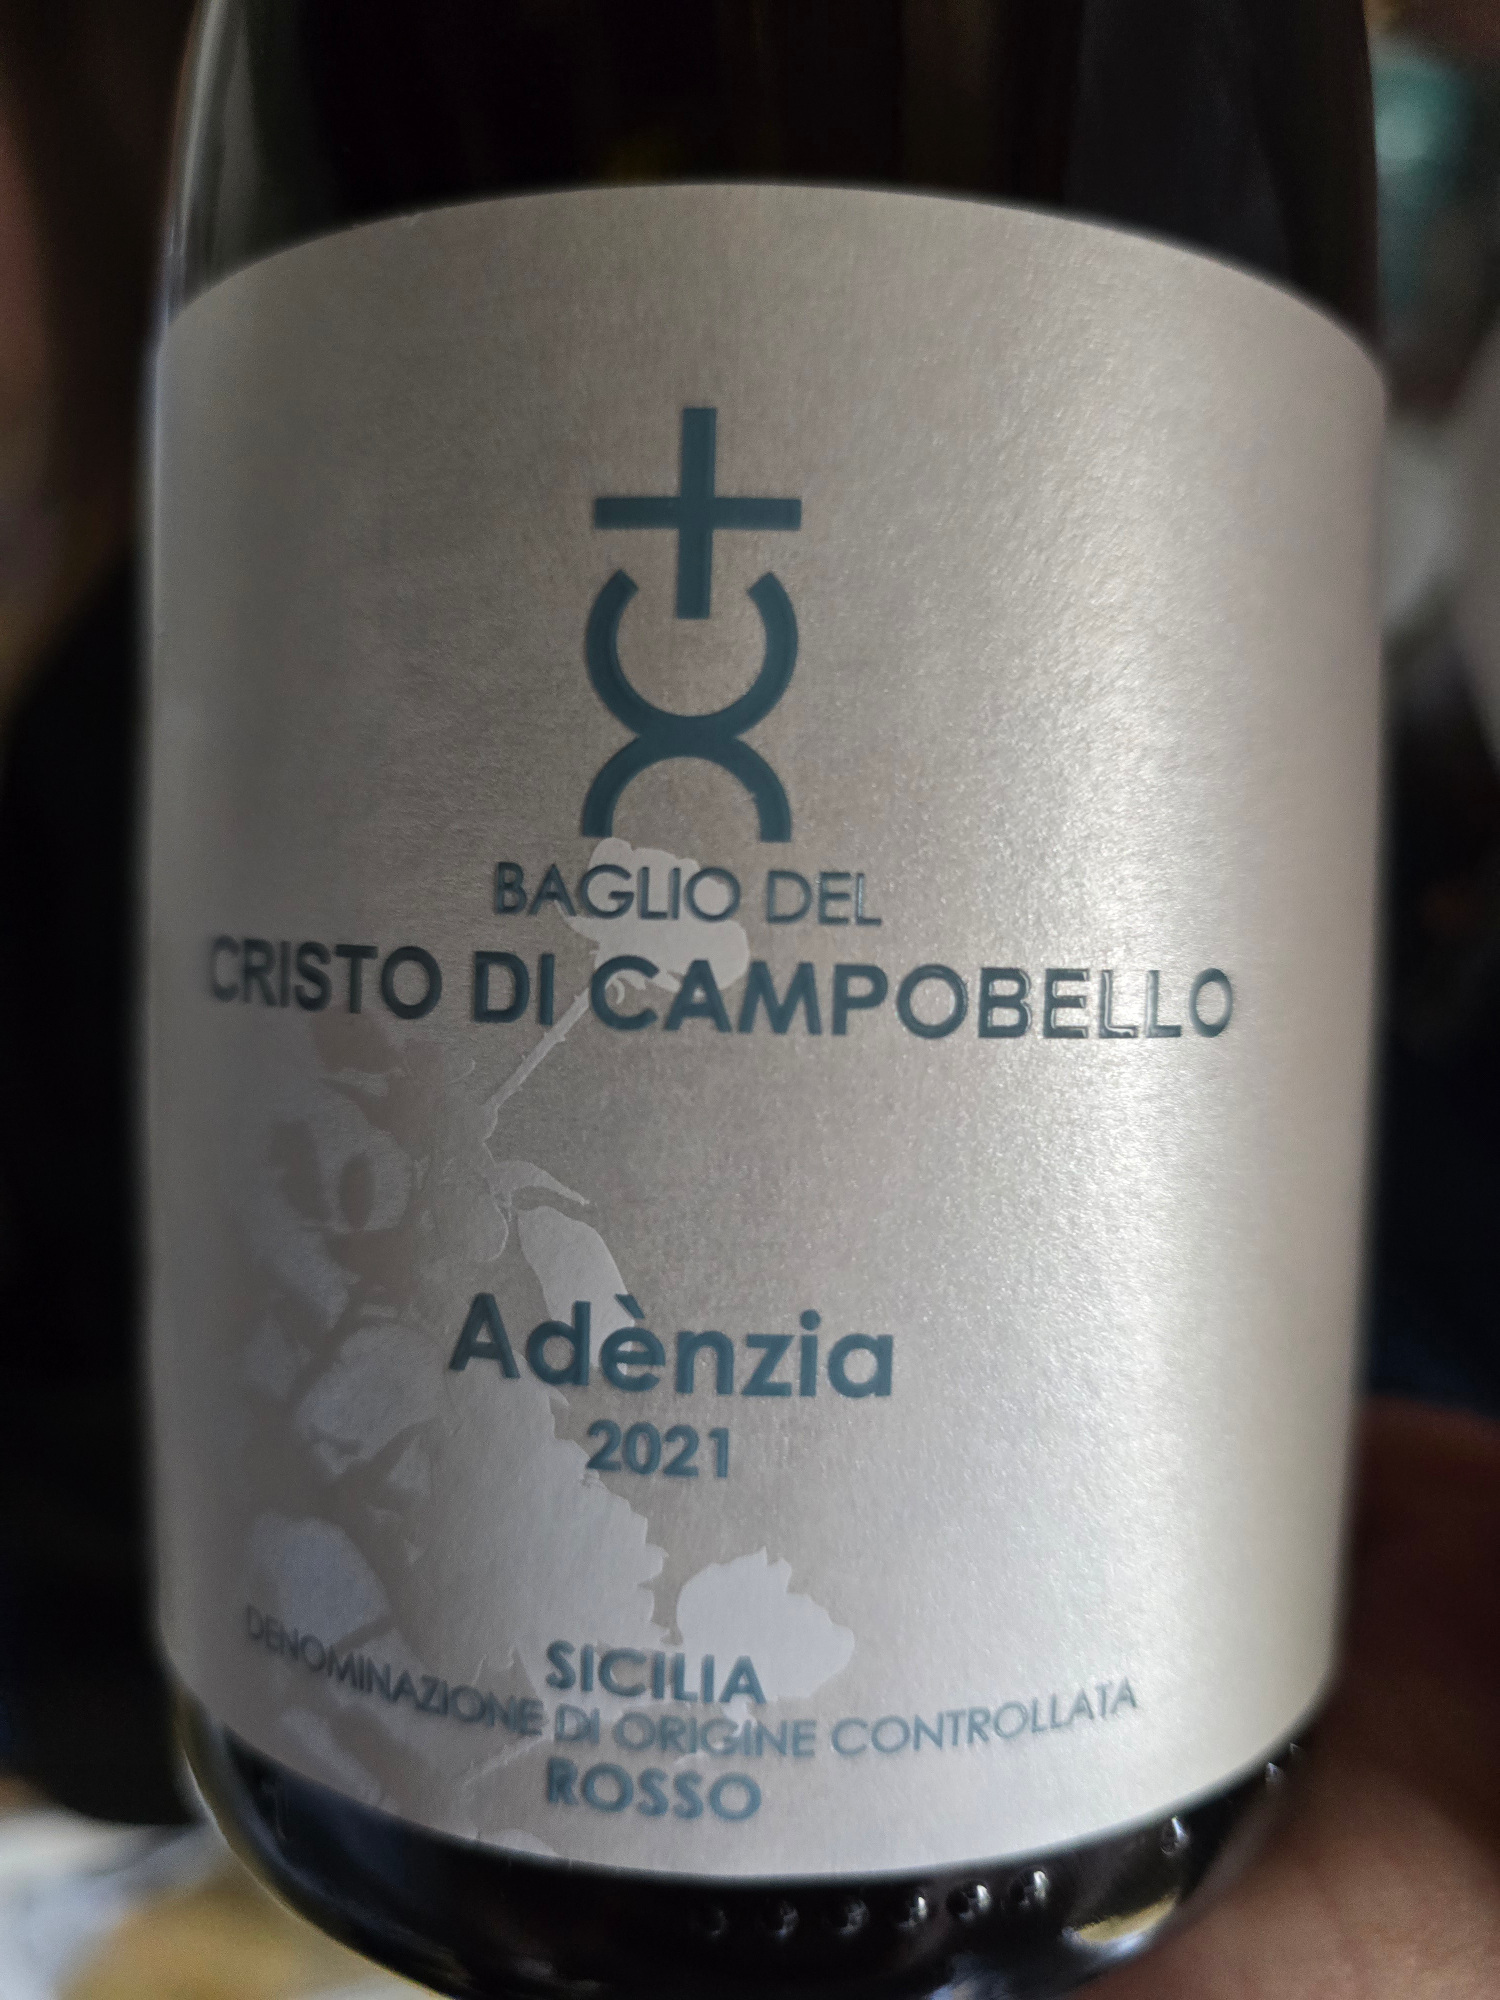 BAGLIO DEL
CRISTO DI CAMPOBELLO
Adènzia
2021
SICILIA
DENOMINAZIONE DI ORIGINE CONTROLLATA
ROSSO